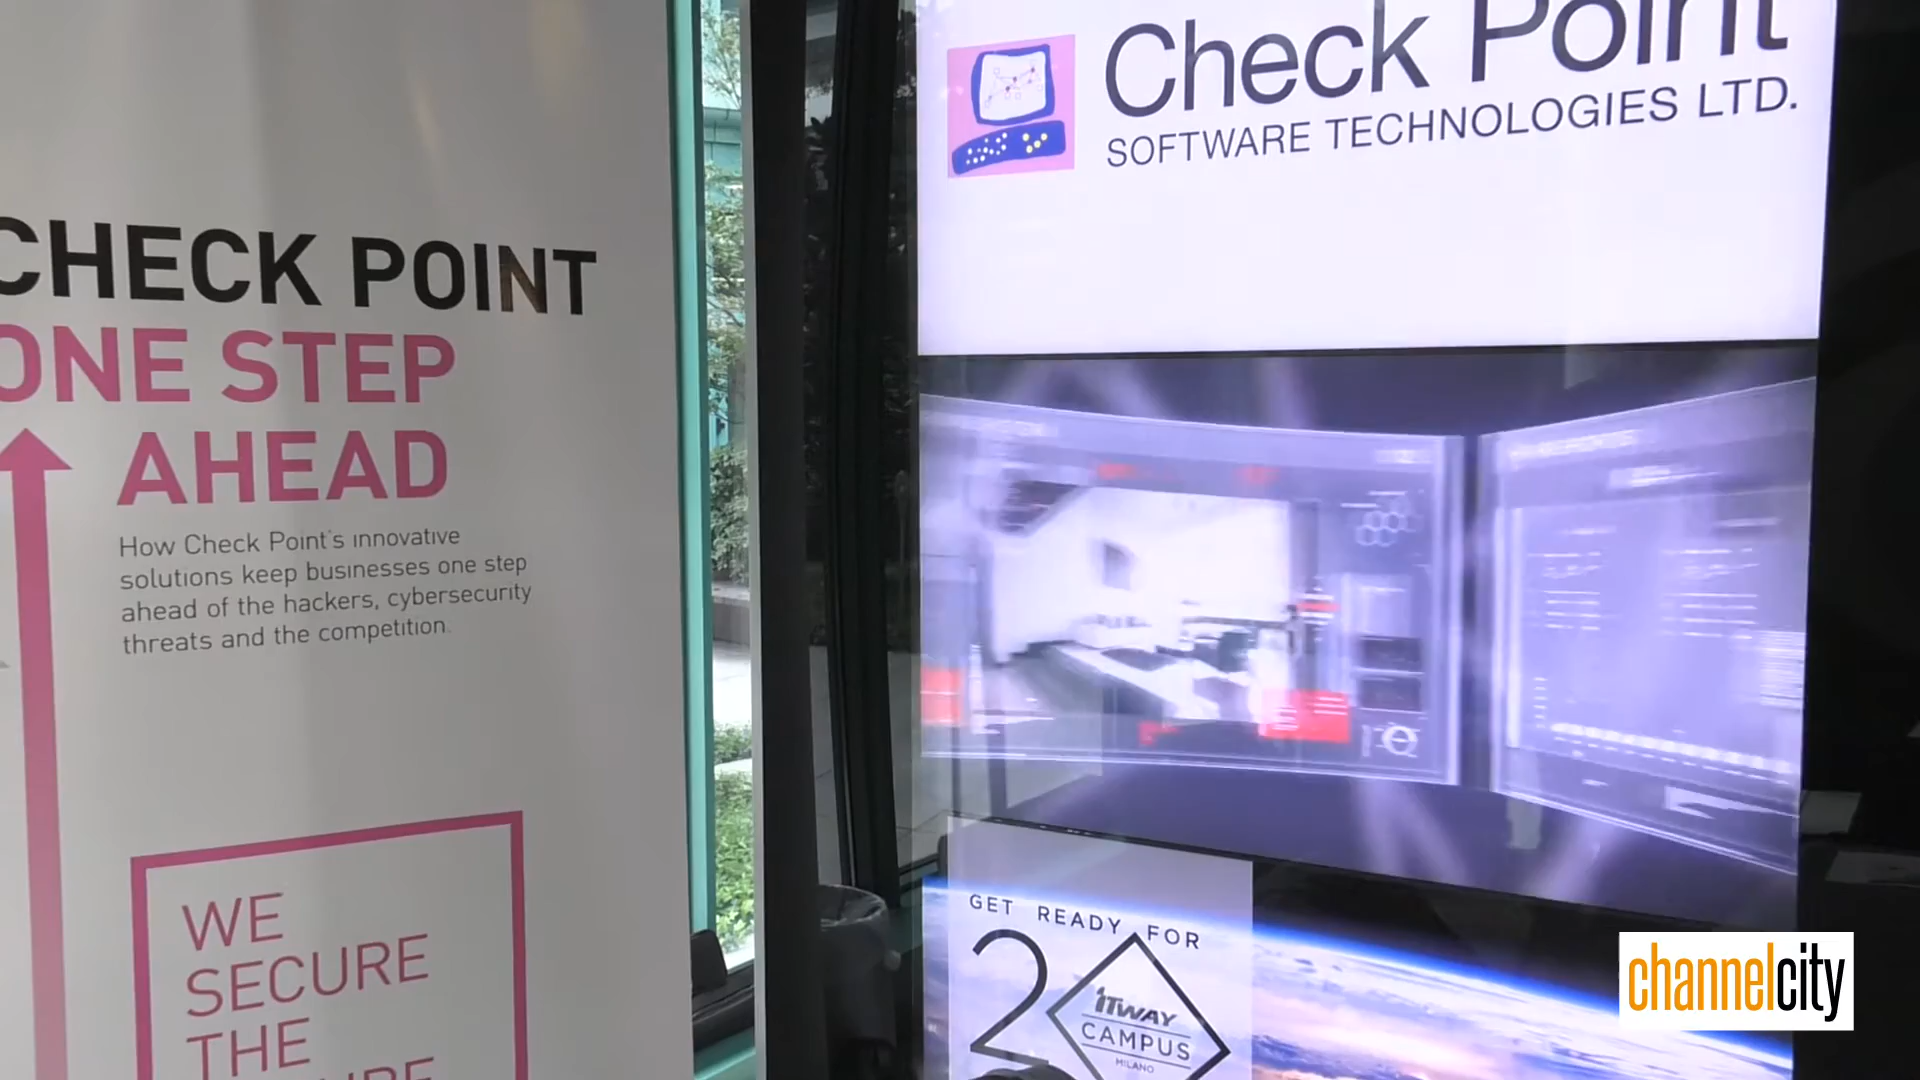 CHECK POINT
ONE STEP
AHEAD
How Check Point's innovative
solutions keep businesses one step
ahead of the hackers, cybersecurity
threats and the competition.
WE
SECURE
THE
Check Point
SOFTWARE TECHNOLOGIES LTD.
GET READY FOR
2
iTWAY
CAMPUS
MILANO
channelcity